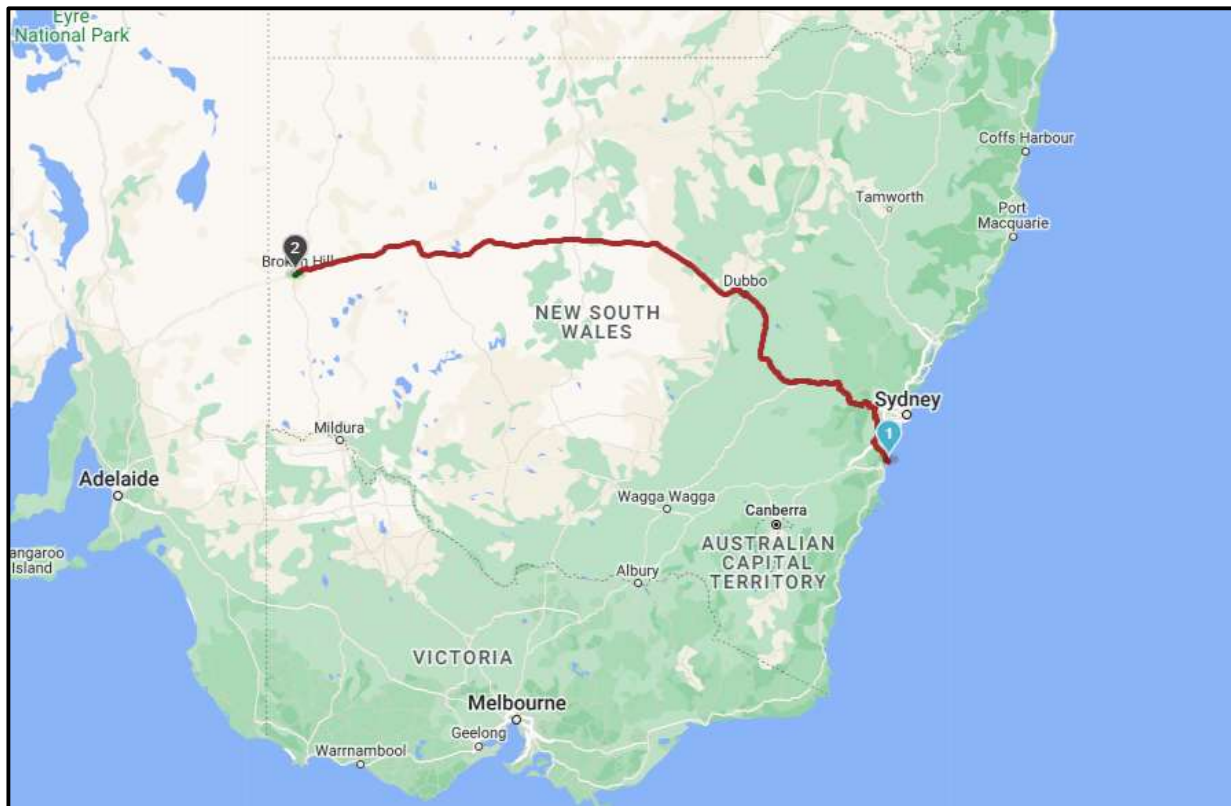 Eyre
National Park
Coffs Harbour
Tamworth
Port
Macquarie
2
Broken Hill
Dubbo
NEW SOUTH
WALES
Sydney
1
Mildura
Adelaide
Wagga Wagga
Canberra
AUSTRALIAN
CAPITAL
TERRITORY
angaroo
Island
Albury
VICTORIA
Melbourne
Geelong
Warrnambool